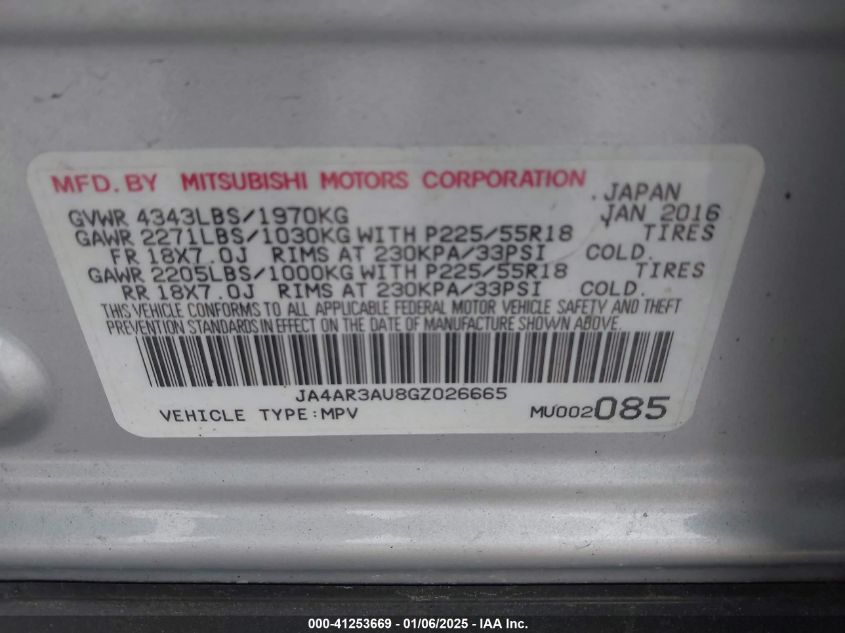 MFD. BY MITSUBISHI MOTORS CORPORATION . JAPAN
GVWR 4343LBS/1970KG JAN 2016
GAWR 2271LBS/1030KG WITH P225/55R18 TIRES
FR 18X7.0J RIMS AT 230KPA/33PSI COLD.
GAWR 2205LBS/1000KG WITH P225/55R18 TIRES
RR 18X7.0J RIMS AT 230KPA/33PSI COLD.
THIS VEHICLE CONFORMS TO ALL APPLICABLE FEDERAL MOTOR VEHICLE SAFETY AND THEFT
PREVENTION STANDARDS IN EFFECT ON THE DATE OF MANUFACTURE SHOWN ABOVE.
JA4AR3AU8GZ026665
VEHICLE TYPE:MPV MU002085
000-41253669 - 01/06/2025 - IAA Inc.